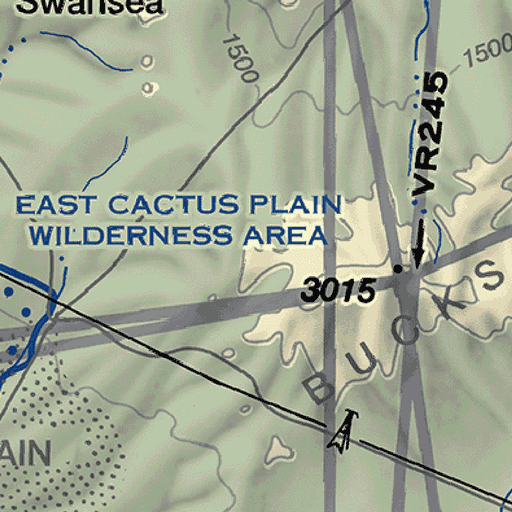 Swansea
1500
1500
VR245
EAST CACTUS PLAIN
WILDERNESS AREA
3015
BUCKS
AIN